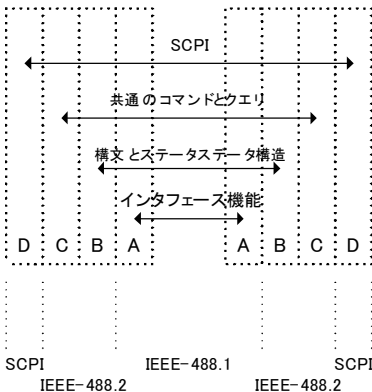 SCPI
共通のコマンドとクエリ
構文とステータスデータ構造
インタフェース機能
D C B A A B C D
SCPI IEEE-488.1 SCPI
IEEE-488.2 IEEE-488.2